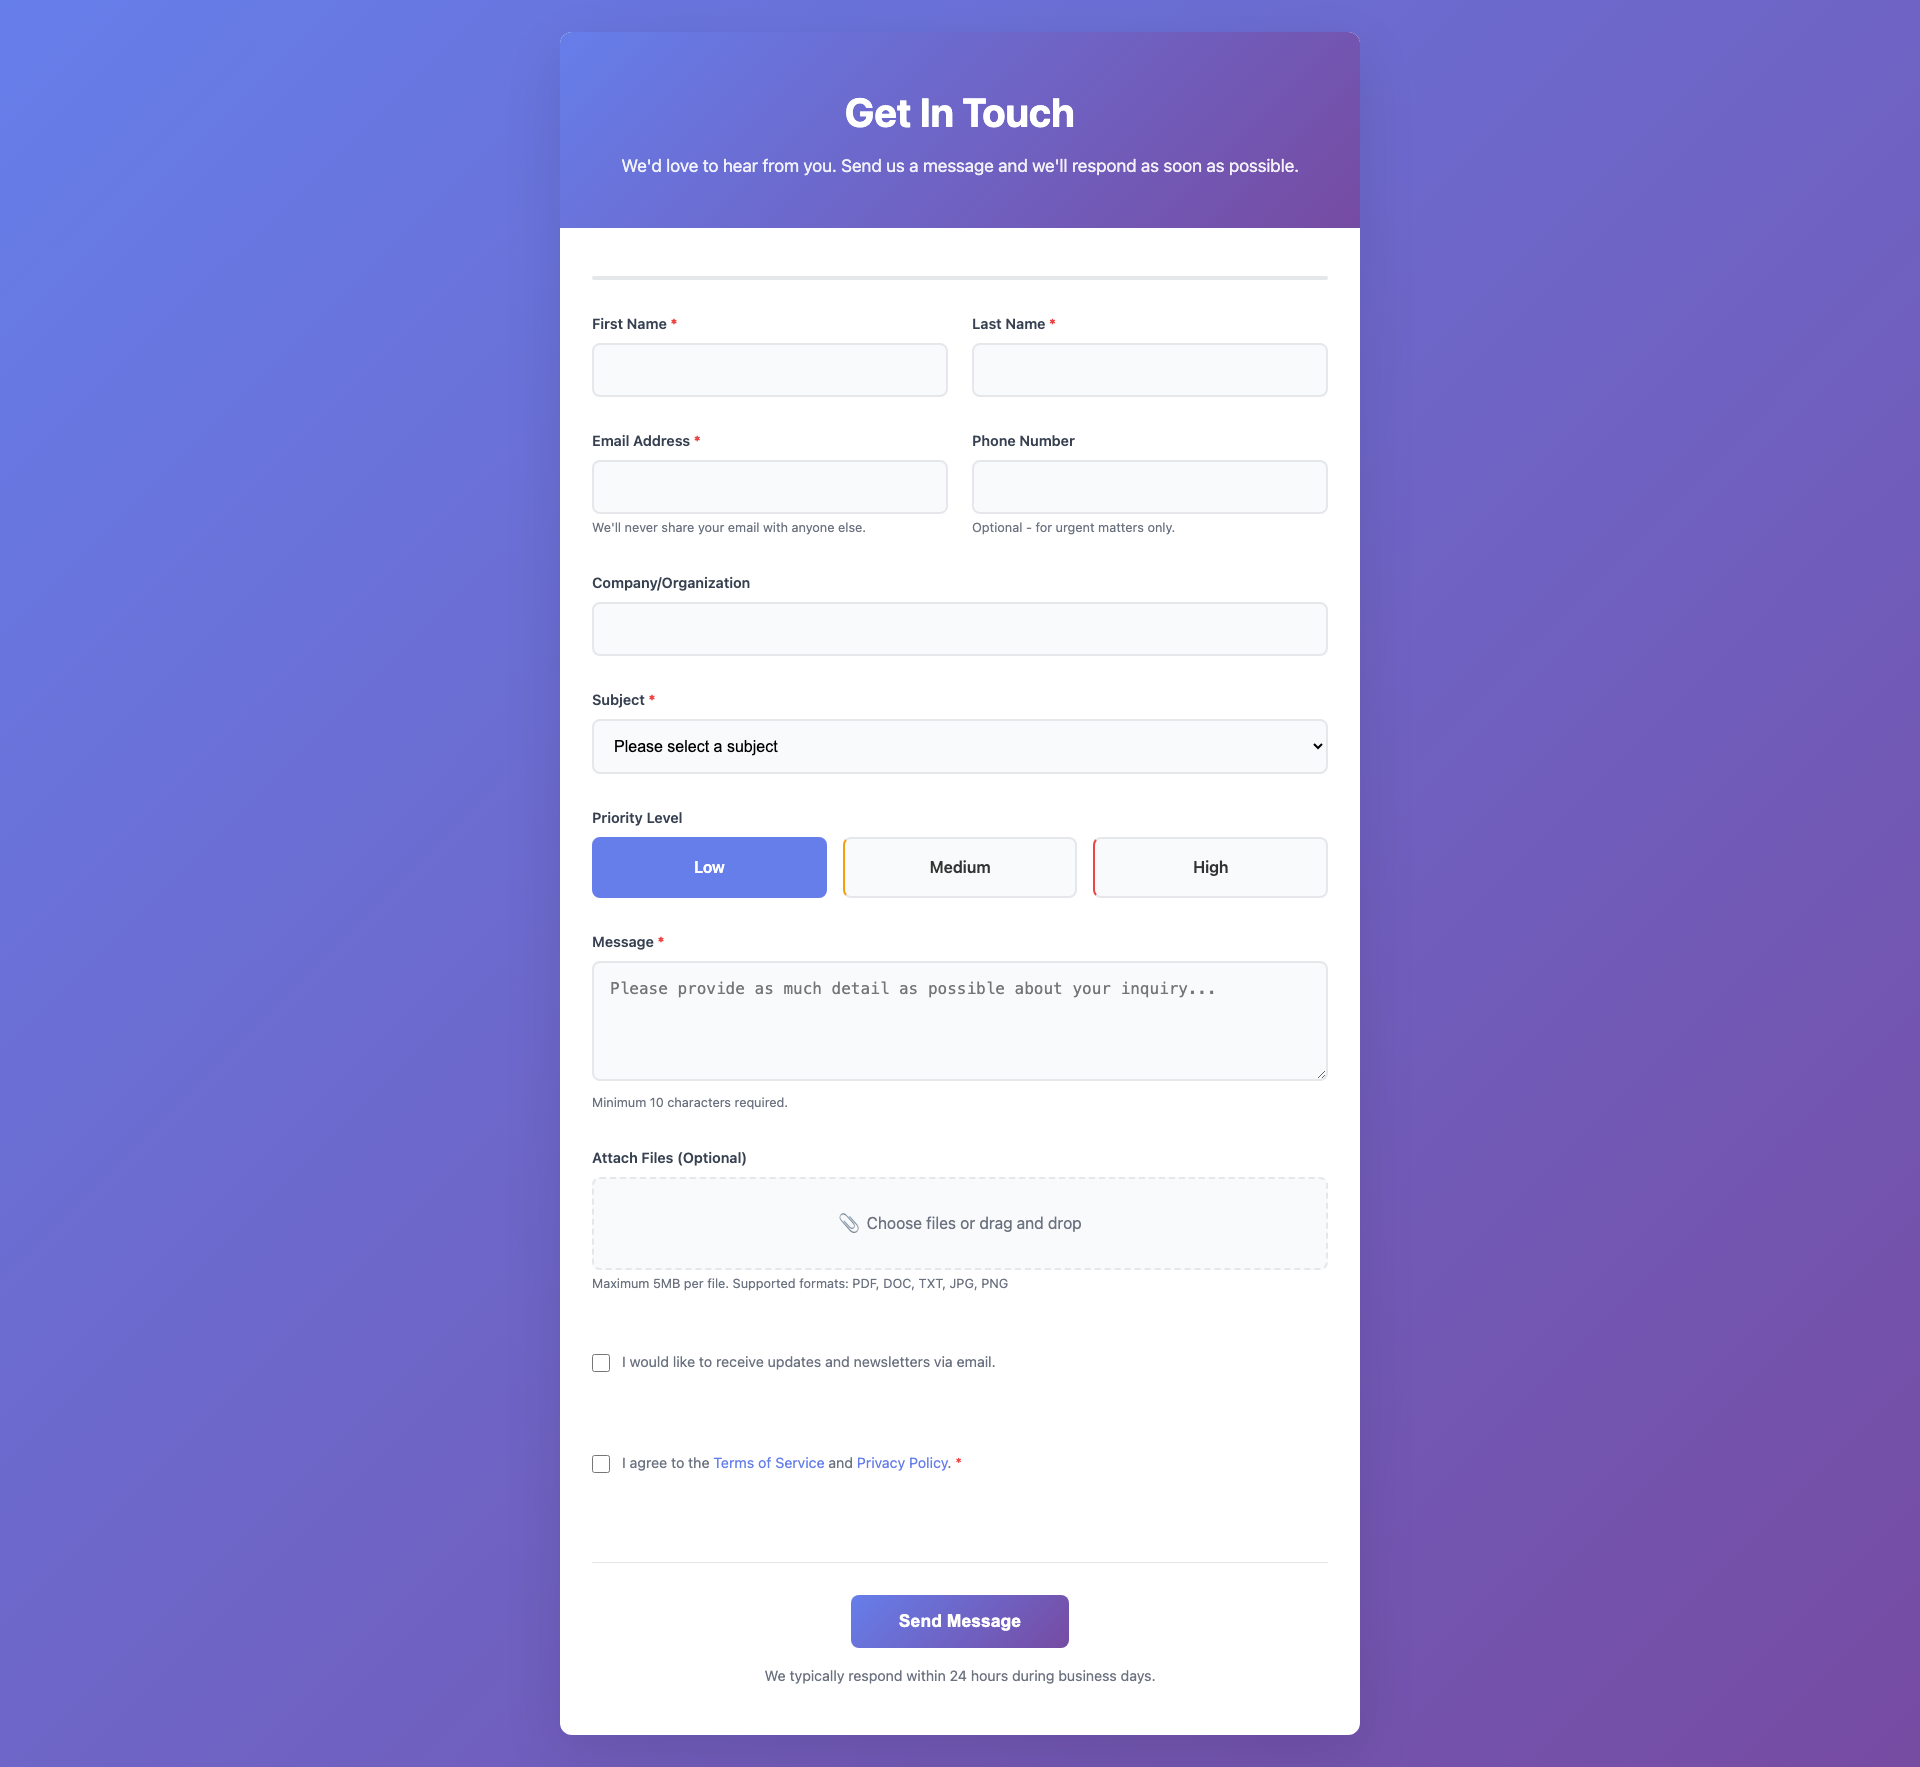 Get In Touch
We'd love to hear from you. Send us a message and we'll respond as soon as possible.
First Name *
Last Name *
Email Address *
Phone Number
We'll never share your email with anyone else.
Optional - for urgent matters only.
Company/Organization
Subject *
Please select a subject
Priority Level
Low
Medium
High
Message *
Please provide as much detail as possible about your inquiry...
Minimum 10 characters required.
Attach Files (Optional)
📎 Choose files or drag and drop
Maximum 5MB per file. Supported formats: PDF, DOC, TXT, JPG, PNG
I would like to receive updates and newsletters via email.
I agree to the Terms of Service and Privacy Policy. *
Send Message
We typically respond within 24 hours during business days.